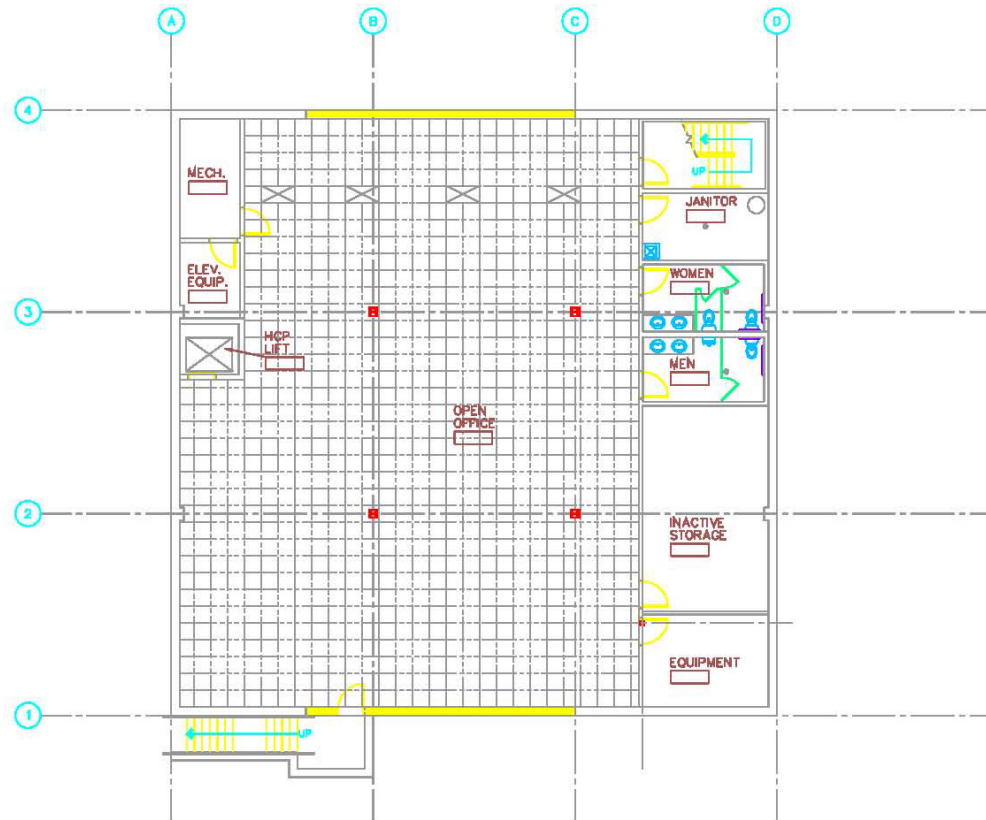 A
B
C
D
4
UP
MECH.
JANITOR
ELEV.
EQUIP.
WOMEN
3
HCP
LIFT
MEN
OPEN
OFFICE
2
INACTIVE
STORAGE
EQUIPMENT
1
UP